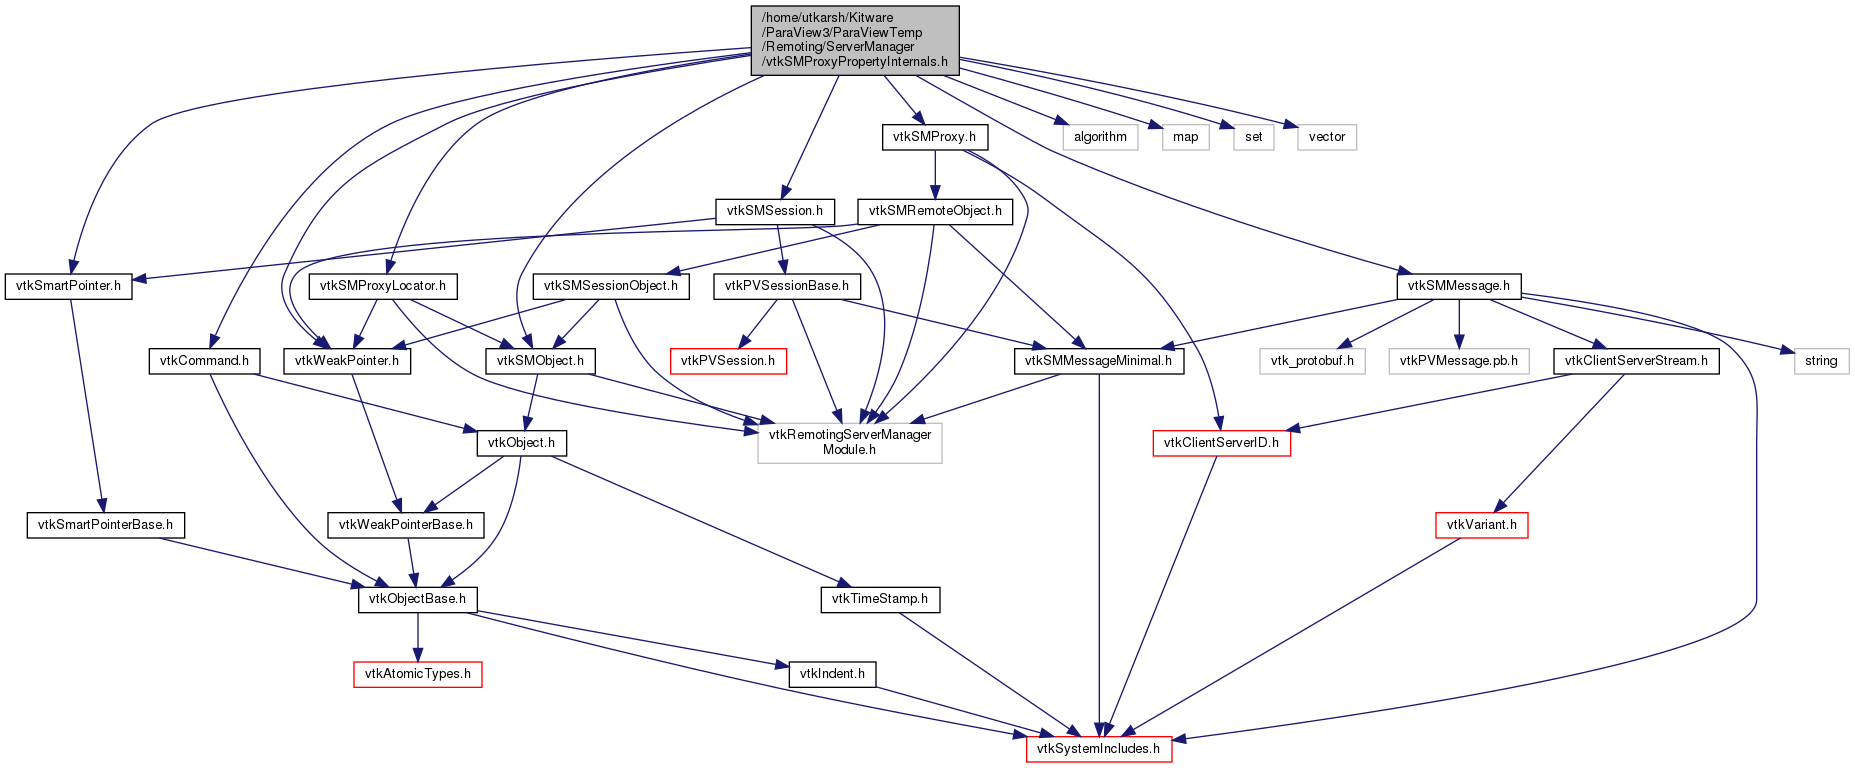 /home/utkarsh/Kitware
/ParaView3/ParaViewTemp
/Remoting/ServerManager
/vtkSMProxyPropertyInternals.h
vtkSMProxy.h
algorithm
map
set
vector
vtkSMSession.h
vtkSMRemoteObject.h
vtkSmartPointer.h
vtkSMProxyLocator.h
vtkSMSessionObject.h
vtkPVSessionBase.h
vtkSMMessage.h
vtkCommand.h
vtkWeakPointer.h
vtkSMObject.h
vtkPVSession.h
vtkSMMessageMinimal.h
vtk_protobuf.h
vtkPVMessage.pb.h
vtkClientServerStream.h
string
vtkObject.h
vtkRemotingServerManager
Module.h
vtkClientServerID.h
vtkSmartPointerBase.h
vtkWeakPointerBase.h
vtkVariant.h
vtkObjectBase.h
vtkTimeStamp.h
vtkAtomicTypes.h
vtkIndent.h
vtkSystemIncludes.h